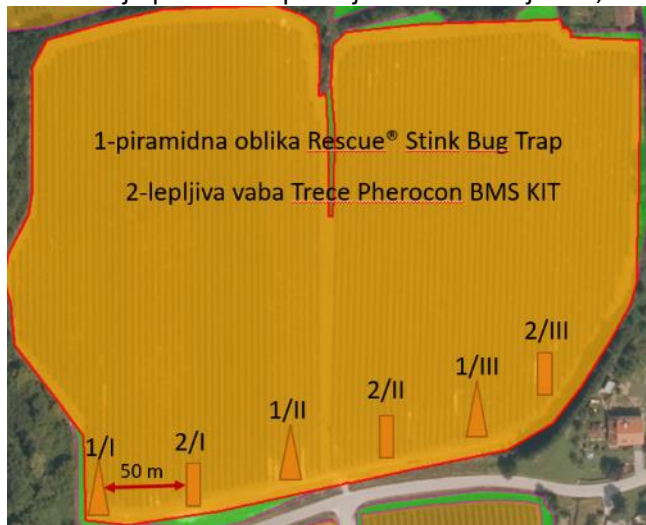 1-piramidna oblika Rescue® Stink Bug Trap
2-lepljiva vaba Trece Pherocon BMS KIT
2/III
1/III
2/II
1/II
2/I
1/I
50 m